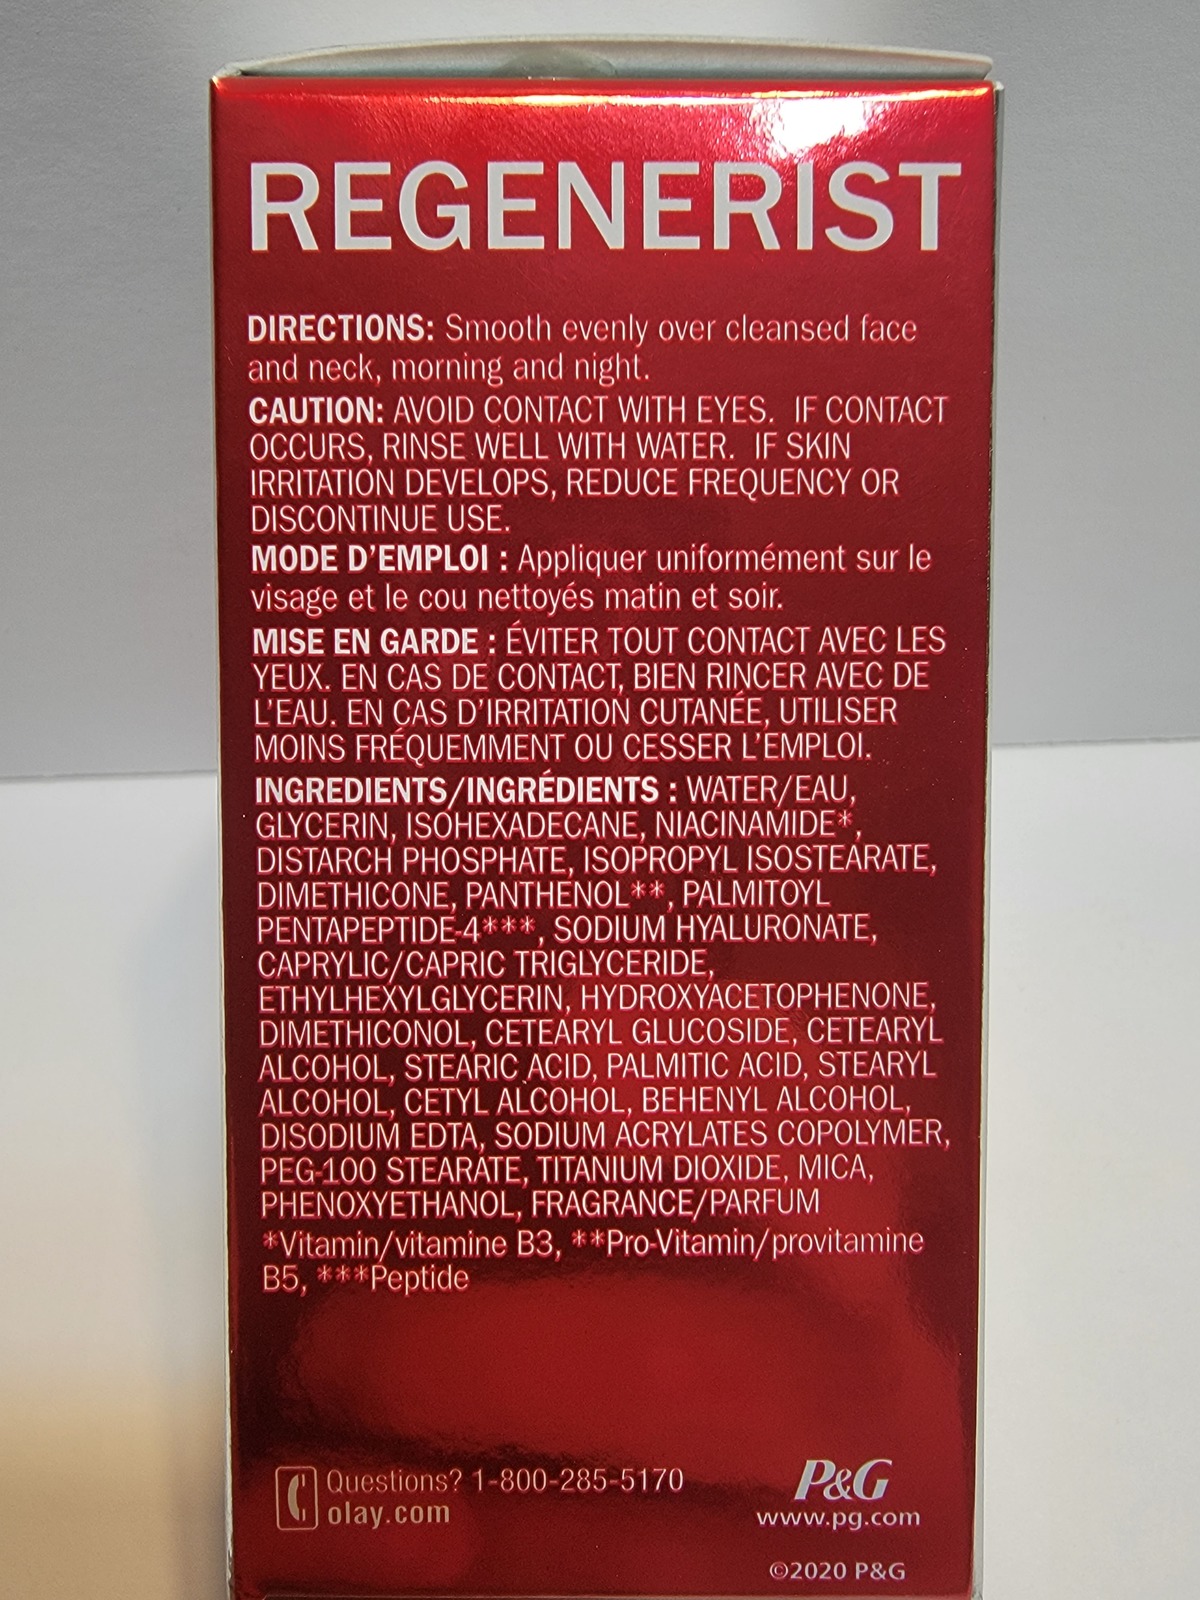 REGENERIST
DIRECTIONS: Smooth evenly over cleansed face
and neck, morning and night.
CAUTION: AVOID CONTACT WITH EYES. IF CONTACT
OCCURS, RINSE WELL WITH WATER. IF SKIN
IRRITATION DEVELOPS, REDUCE FREQUENCY OR
DISCONTINUE USE.
MODE D'EMPLOI : Appliquer uniformément sur le
visage et le cou nettoyés matin et soir.
MISE EN GARDE : ÉVITER TOUT CONTACT AVEC LES
YEUX. EN CAS DE CONTACT, BIEN RINCER AVEC DE
L'EAU. EN CAS D'IRRITATION CUTANÉE, UTILISER
MOINS FRÉQUEMMENT OU CESSER L'EMPLOI.
INGREDIENTS/INGRÉDIENTS : WATER/EAU,
GLYCERIN, ISOHEXADECANE, NIACINAMIDE*,
DISTARCH PHOSPHATE, ISOPROPYL ISOSTEARATE,
DIMETHICONE, PANTHENOL**, PALMITOYL
PENTAPEPTIDE-4***, SODIUM HYALURONATE,
CAPRYLIC/CAPRIC TRIGLYCERIDE,
ETHYLHEXYLGLYCERIN, HYDROXYACETOPHENONE,
DIMETHICONOL, CETEARYL GLUCOSIDE, CETEARYL
ALCOHOL, STEARIC ACID, PALMITIC ACID, STEARYL
ALCOHOL, CETYL ALCOHOL, BEHENYL ALCOHOL,
DISODIUM EDTA, SODIUM ACRYLATES COPOLYMER,
PEG-100 STEARATE, TITANIUM DIOXIDE, MICA,
PHENOXYETHANOL, FRAGRANCE/PARFUM
*Vitamin/vitamine B3, **Pro-Vitamin/provitamine
B5, ***Peptide
Questions? 1-800-285-5170
olay.com
P&G
www.pg.com
©2020 P&G